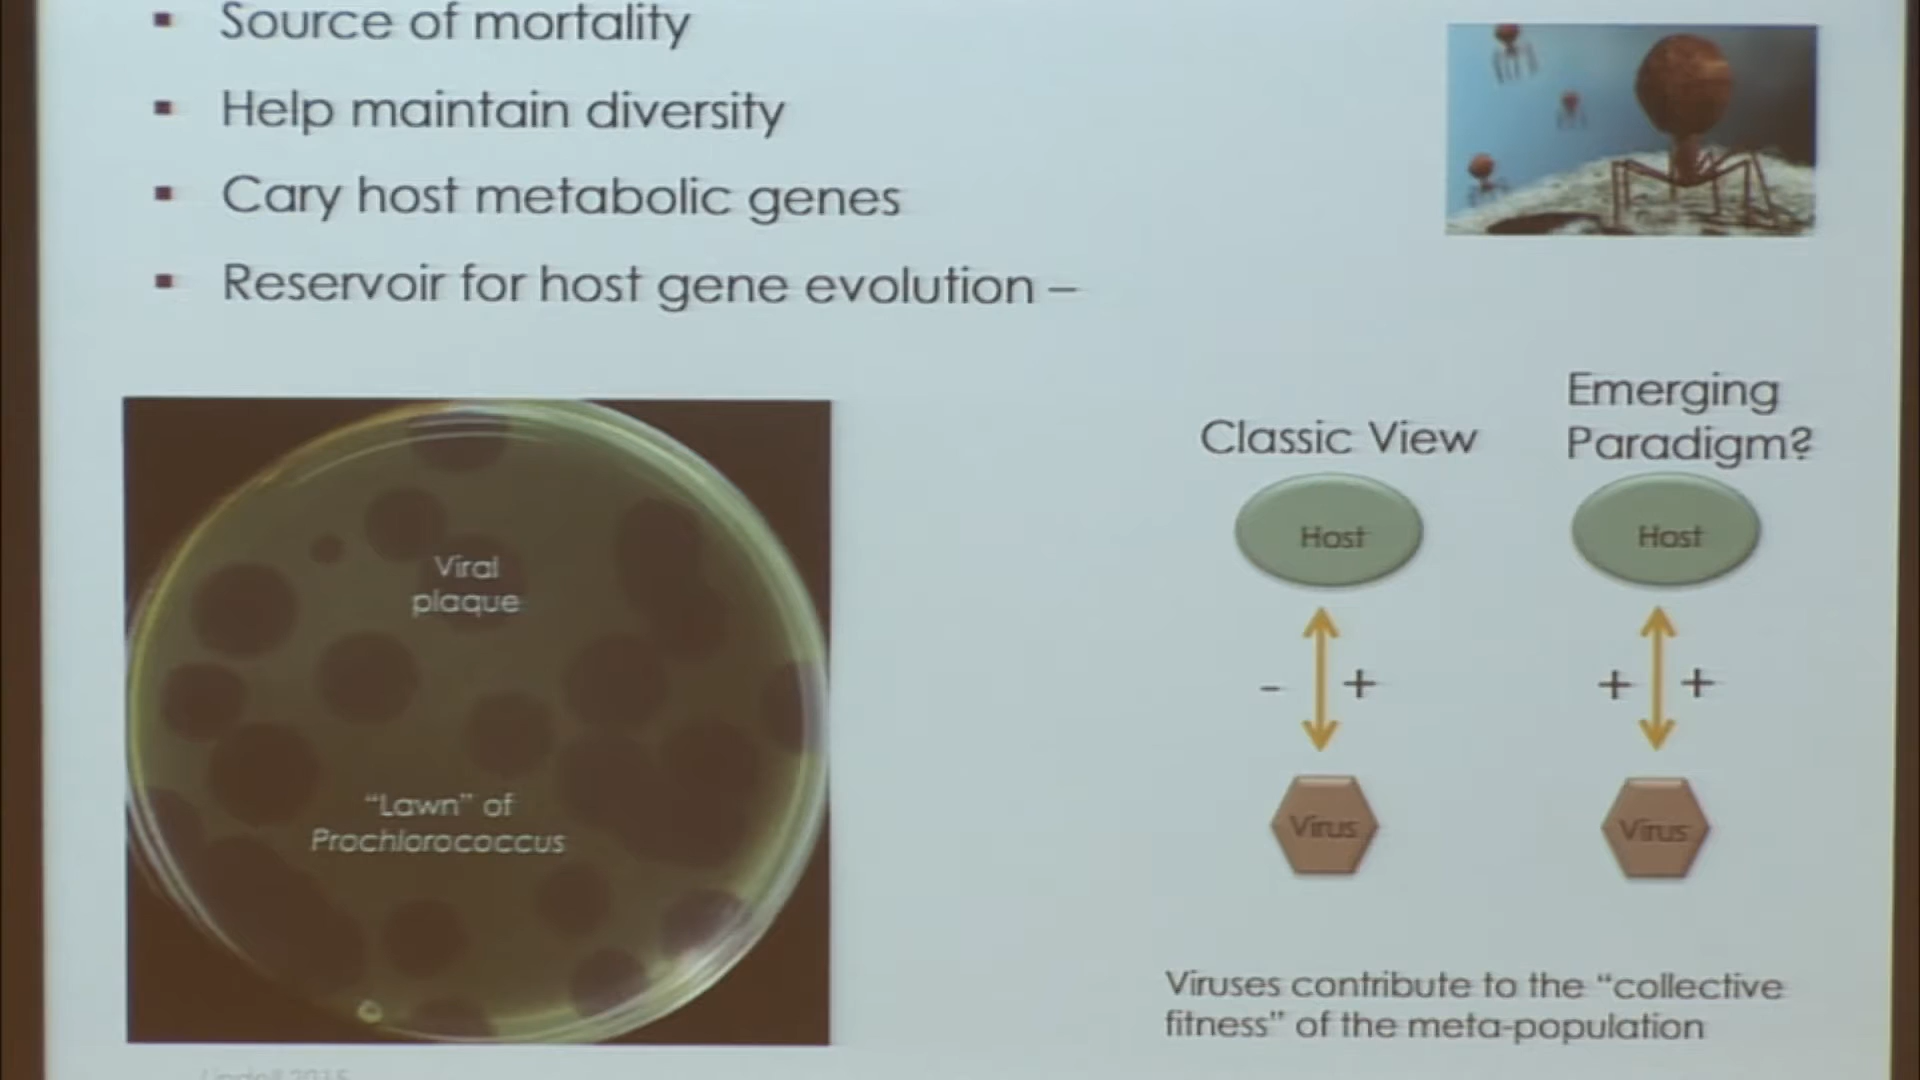 Source of mortality
Help maintain diversity
Cary host metabolic genes
Reservoir for host gene evolution –
Viral
plaque
"Lawn" of
Prochlorococcus
Classic View
Emerging
Paradigm?
Host
Host
- +
+ +
Virus
Virus
Viruses contribute to the "collective
fitness" of the meta-population